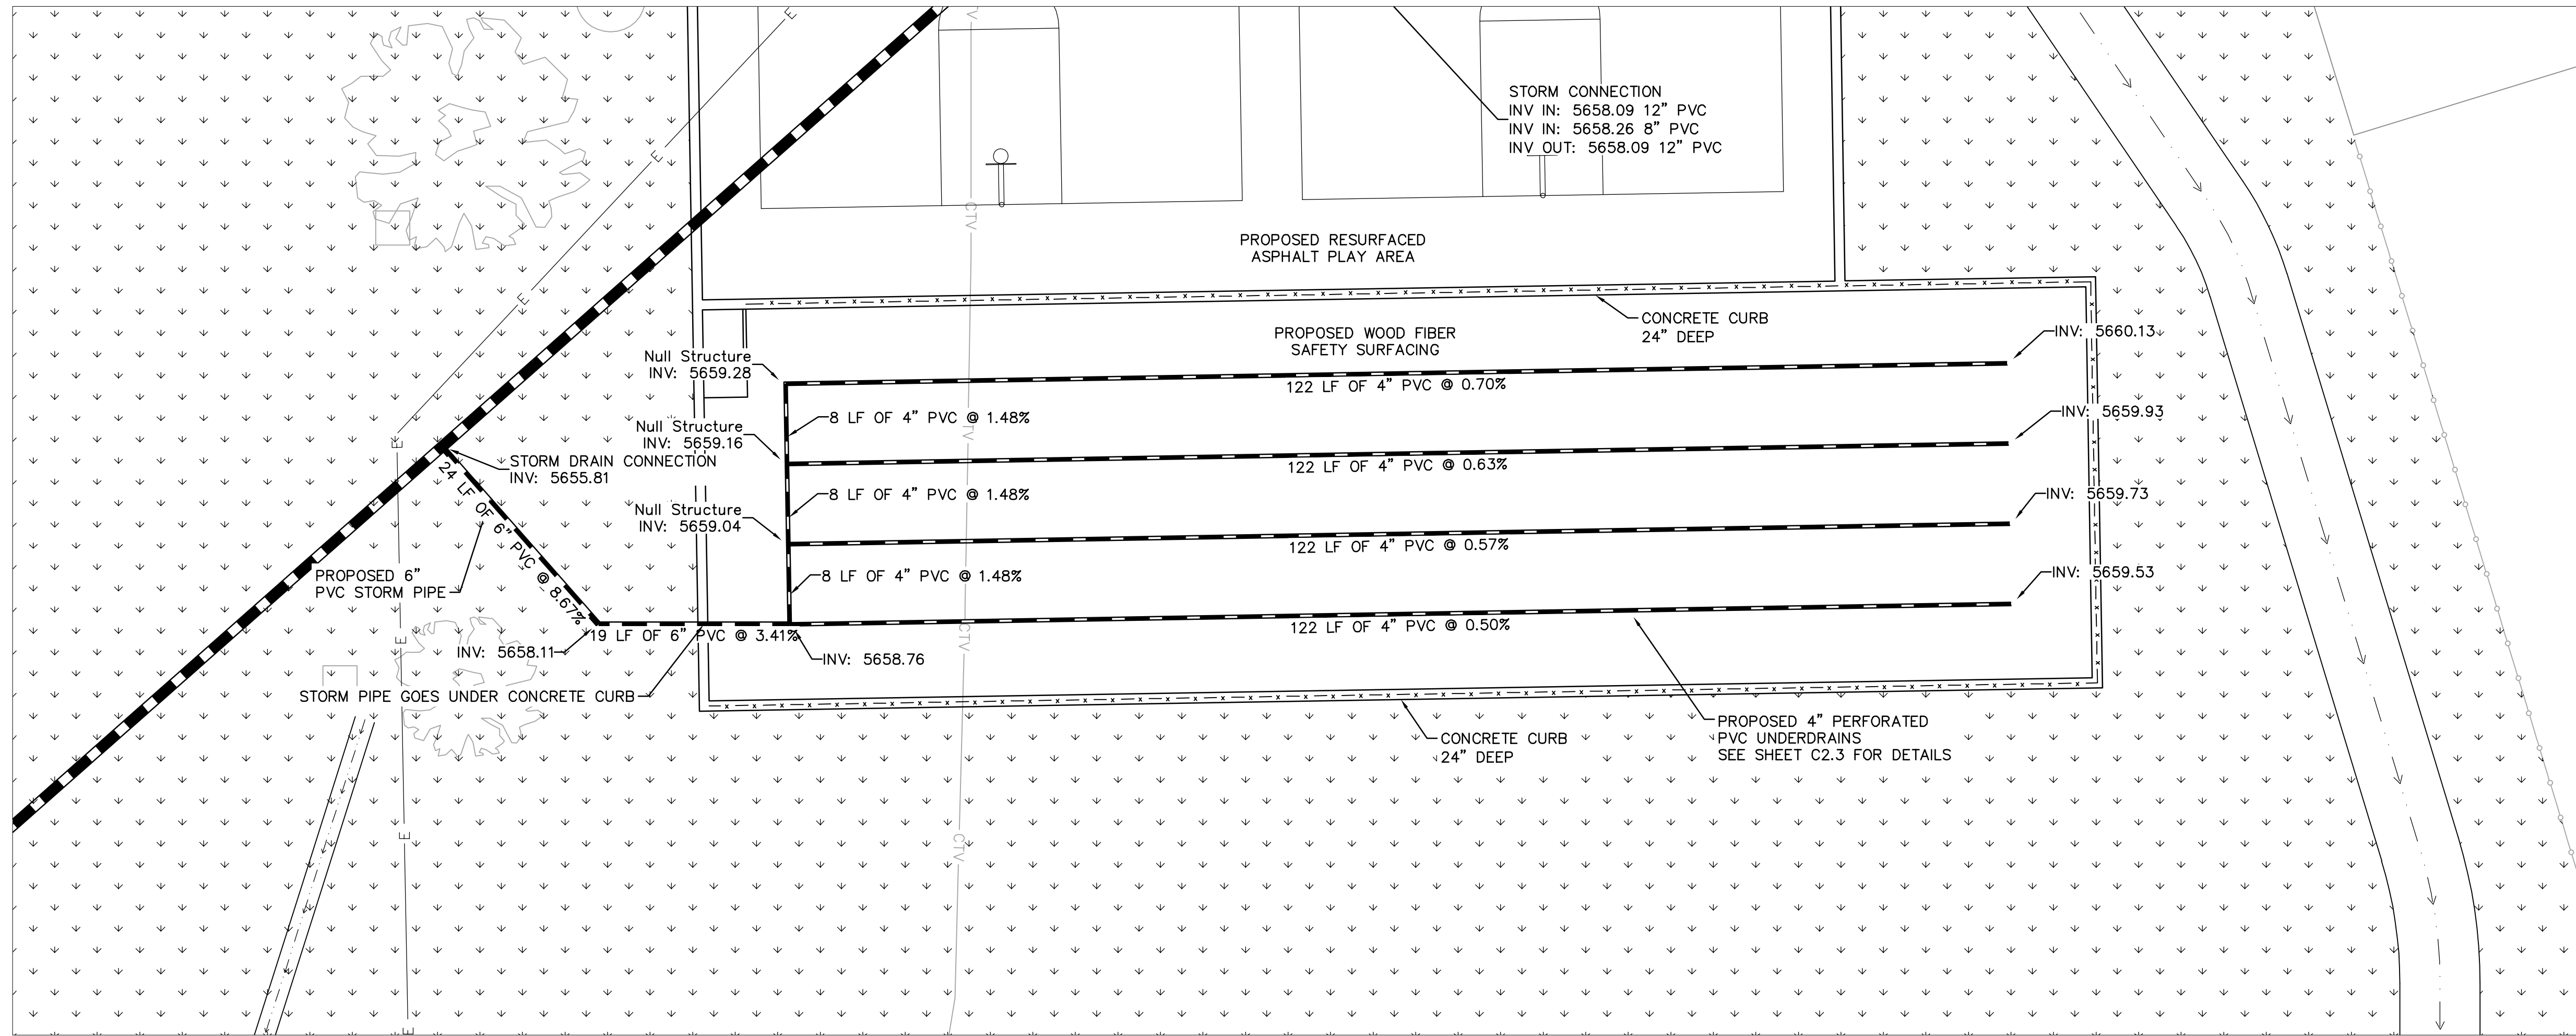 STORM CONNECTION
INV IN: 5658.09 12" PVC
INV IN: 5658.26 8" PVC
INV OUT: 5658.09 12" PVC
E
E
E
V
CTV
PROPOSED RESURFACED
ASPHALT PLAY AREA
CONCRETE CURB
24" DEEP
PROPOSED WOOD FIBER
SAFETY SURFACING
INV: 5660.13
Null Structure
INV: 5659.28
122 LF OF 4" PVC @ 0.70%
8 LF OF 4" PVC @ 1.48%
INV: 5659.93
Null Structure
INV: 5659.16
CTV
122 LF OF 4" PVC @ 0.63%
E
STORM DRAIN CONNECTION
INV: 5655.81
24 LF OF 6" PVC @ 8.67%
8 LF OF 4" PVC @ 1.48%
INV: 5659.73
Null Structure
INV: 5659.04
122 LF OF 4" PVC @ 0.57%
PROPOSED 6"
PVC STORM PIPE
8 LF OF 4" PVC @ 1.48%
INV: 5659.53
19 LF OF 6" PVC @ 3.41%
122 LF OF 4" PVC @ 0.50%
CTV
E
INV: 5658.11
INV: 5658.76
STORM PIPE GOES UNDER CONCRETE CURB
CONCRETE CURB
24" DEEP
PROPOSED 4" PERFORATED
PVC UNDERDRAINS
SEE SHEET C2.3 FOR DETAILS
E
CTV
E